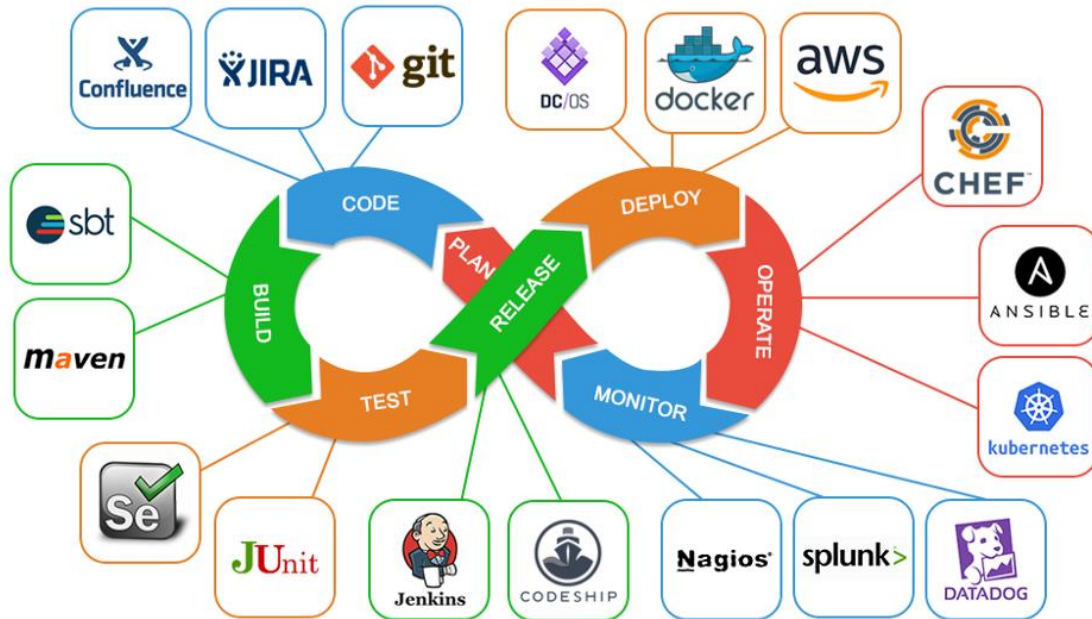 Confluence
JIRA
git
DC/OS
docker
aws
CHEF™
sbt
CODE
DEPLOY
PLAN
RELEASE
BUILD
OPERATE
ANSIBLE
maven
TEST
MONITOR
kubernetes
Se
JUnit
Jenkins
CODESHIP
Nagios®
splunk>
DATADOG